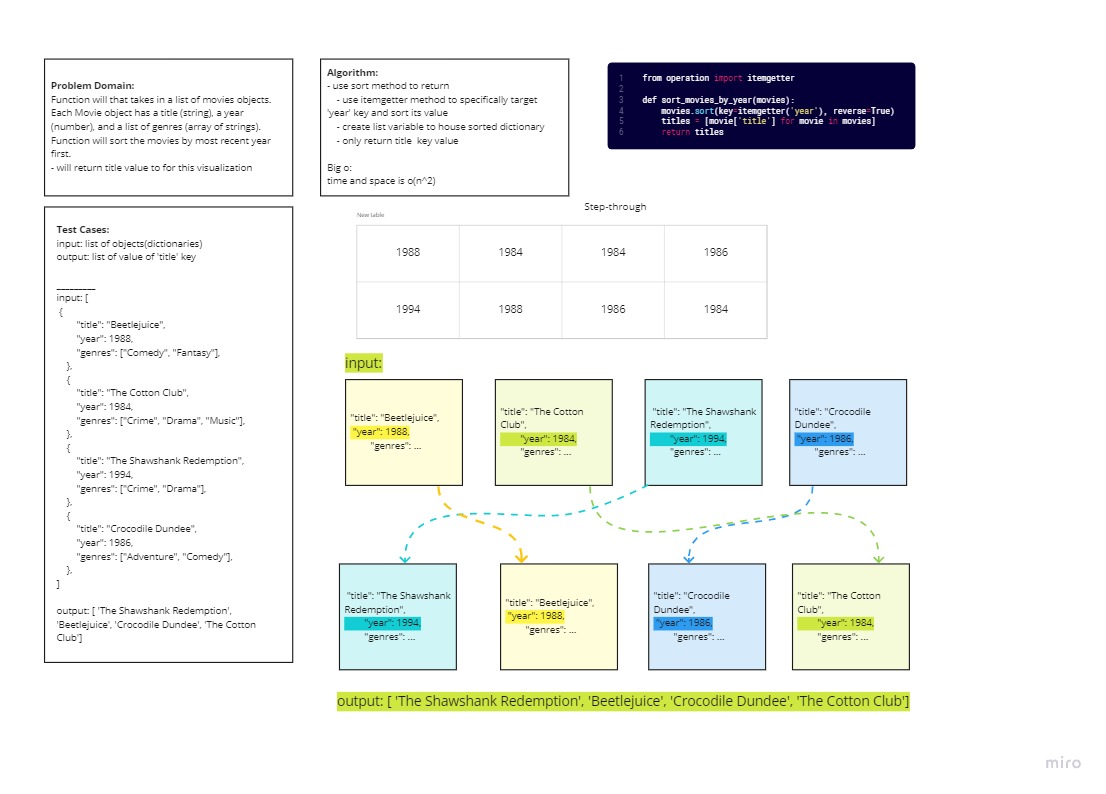 Problem Domain:
Function will that takes in a list of movies objects.
Each Movie object has a title (string), a year
(number), and a list of genres (array of strings).
Function will sort the movies by most recent year
first.
- will return title value to for this visualization
Algorithm:
- use sort method to return
- use itemgetter method to specifically target
'year' key and sort its value
- create list variable to house sorted dictionary
- only return title key value
Big o:
time and space is o(n^2)
1 from operation import itemgetter
2
3 def sort_movies_by_year(movies):
4 movies.sort(key=itemgetter('year'), reverse=True)
5 titles = [movie['title'] for movie in movies]
6 return titles
Test Cases:
input: list of objects(dictionaries)
output: list of value of 'title' key
_________
input: [
{
"title": "Beetlejuice",
"year": 1988,
"genres": ["Comedy", "Fantasy"],
},
{
"title": "The Cotton Club",
"year": 1984,
"genres": ["Crime", "Drama", "Music"],
},
{
"title": "The Shawshank Redemption",
"year": 1994,
"genres": ["Crime", "Drama"],
},
{
"title": "Crocodile Dundee",
"year": 1986,
"genres": ["Adventure", "Comedy"],
},
]
output: [ 'The Shawshank Redemption',
'Beetlejuice', 'Crocodile Dundee', 'The Cotton
Club']
Step-through
New table
1988 1984 1984 1986
1994 1988 1986 1984
input:
"title": "Beetlejuice",
"year": 1988,
"genres": ...
"title": "The Cotton
Club",
"year": 1984,
"genres": ...
"title": "The Shawshank
Redemption",
"year": 1994,
"genres": ...
"title": "Crocodile
Dundee",
"year": 1986,
"genres": ...
"title": "The Shawshank
Redemption",
"year": 1994,
"genres": ...
"title": "Beetlejuice",
"year": 1988,
"genres": ...
"title": "Crocodile
Dundee",
"year": 1986,
"genres": ...
"title": "The Cotton
Club",
"year": 1984,
"genres": ...
output: [ 'The Shawshank Redemption', 'Beetlejuice', 'Crocodile Dundee', 'The Cotton Club']
miro